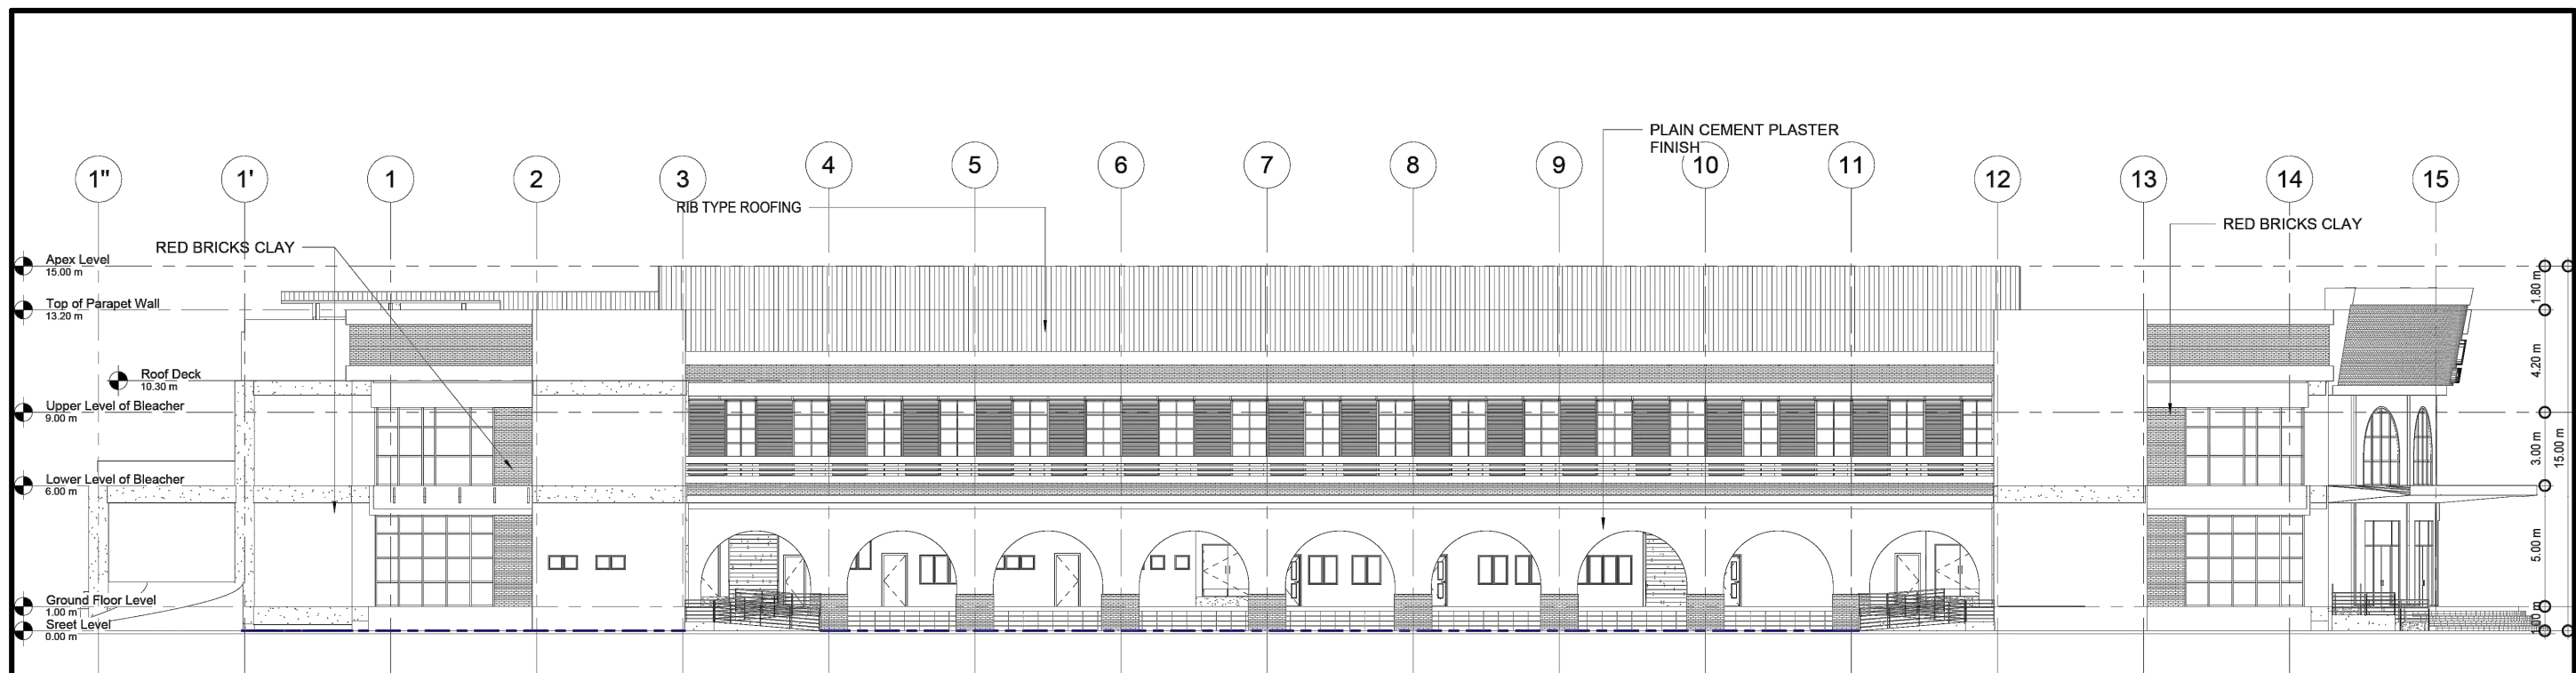 PLAIN CEMENT PLASTER
FINISH
1" 1' 1 2 3 4 5 6 7 8 9 10 11 12 13 14 15
RIB TYPE ROOFING
RED BRICKS CLAY
RED BRICKS CLAY
Apex Level
15.00 m
Top of Parapet Wall
13.20 m
Roof Deck
10.30 m
Upper Level of Bleacher
9.00 m
Lower Level of Bleacher
6.00 m
Ground Floor Level
1.00 m
Sreet Level
0.00 m
1.80 m
4.20 m
3.00 m
15.00 m
5.00 m
1.00 m